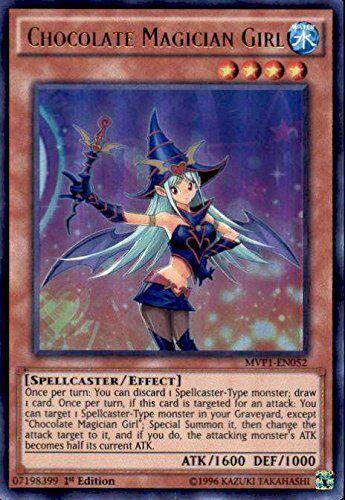 CHOCOLATE MAGICIAN GIRL
WATER
水
MVP1-EN052
[SPELLCASTER/EFFECT]
Once per turn: You can discard 1 Spellcaster-Type monster; draw
1 card. Once per turn, if this card is targeted for an attack: You can
target 1 Spellcaster-Type monster in your Graveyard, except
"Chocolate Magician Girl"; Special Summon it, then change
the attack target to it, and if you do, the attacking monster's ATK
becomes half its current ATK.
ATK/1600 DEF/1000
07198399 1st Edition ©1996 KAZUKI TAKAHASHI